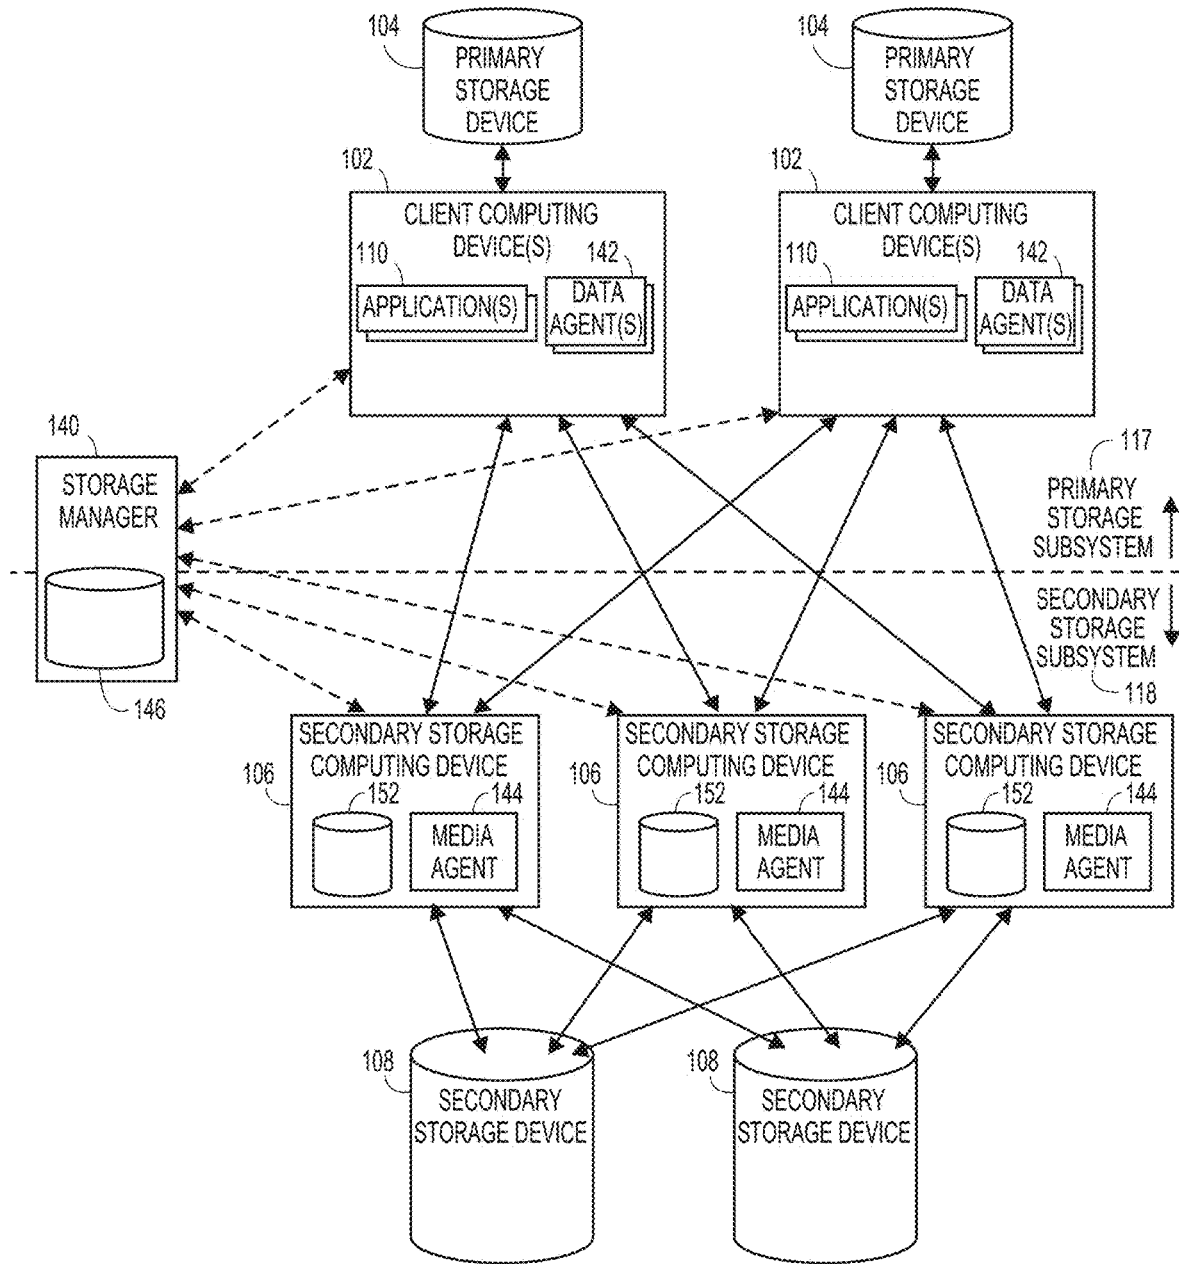 104
PRIMARY
STORAGE
DEVICE
104
PRIMARY
STORAGE
DEVICE
102
CLIENT COMPUTING
DEVICE(S)
110
142
APPLICATION(S)
DATA
AGENT(S)
102
CLIENT COMPUTING
DEVICE(S)
110
142
APPLICATION(S)
DATA
AGENT(S)
140
STORAGE
MANAGER
146
117
PRIMARY
STORAGE
SUBSYSTEM
SECONDARY
STORAGE
SUBSYSTEM
118
SECONDARY STORAGE
COMPUTING DEVICE
106
152
144
MEDIA
AGENT
SECONDARY STORAGE
COMPUTING DEVICE
106
152
144
MEDIA
AGENT
SECONDARY STORAGE
COMPUTING DEVICE
106
152
144
MEDIA
AGENT
108
SECONDARY
STORAGE DEVICE
108
SECONDARY
STORAGE DEVICE